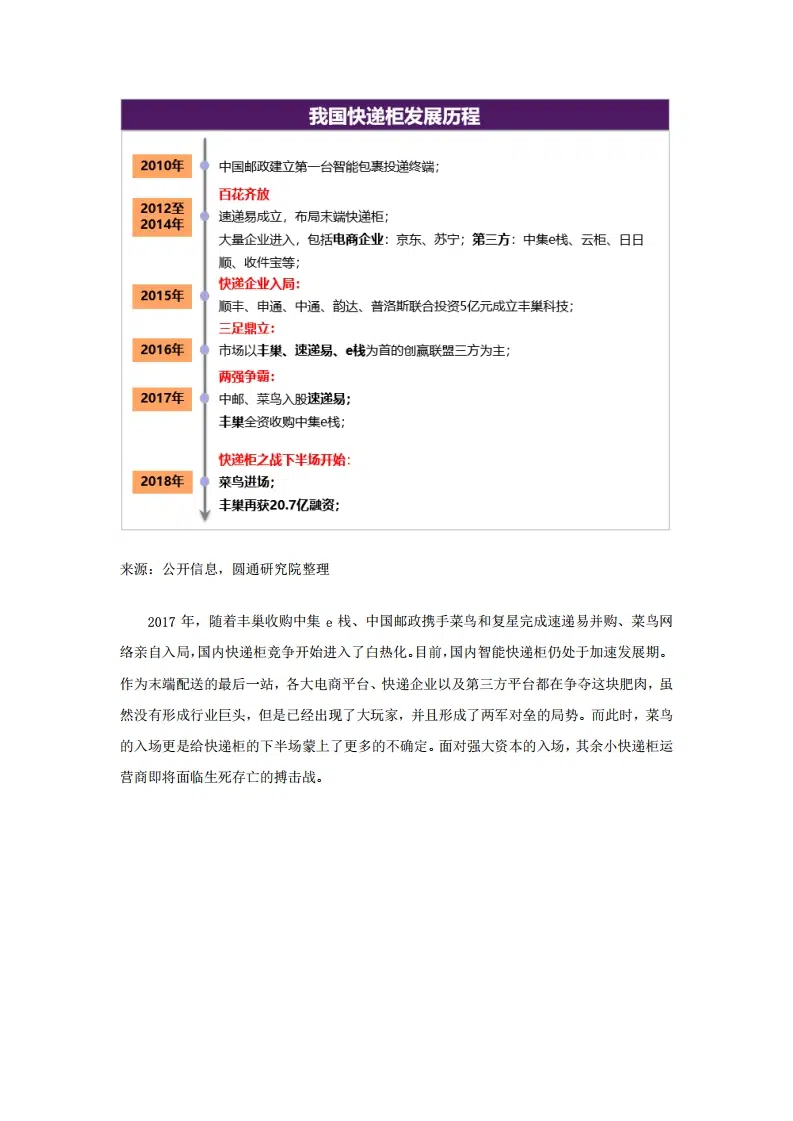 我国快递柜发展历程
2010年
中国邮政建立第一台智能包裹投递终端；
2012至
2014年
百花齐放
速递易成立，布局末端快递柜；
大量企业进入，包括电商企业：京东、苏宁；第三方：中集e栈、云柜、日日
顺、收件宝等；
2015年
快递企业入局：
顺丰、申通、中通、韵达、普洛斯联合投资5亿元成立丰巢科技；
2016年
三足鼎立：
市场以丰巢、速递易、e栈为首的创赢联盟三方为主；
2017年
两强争霸：
中邮、菜鸟入股速递易；
丰巢全资收购中集e栈；
2018年
快递柜之战下半场开始：
菜鸟进场；
丰巢再获20.7亿融资；
来源：公开信息，圆通研究院整理
2017 年，随着丰巢收购中集 e 栈、中国邮政携手菜鸟和复星完成速递易并购、菜鸟网
络亲自入局，国内快递柜竞争开始进入了白热化。目前，国内智能快递柜仍处于加速发展期。
作为末端配送的最后一站，各大电商平台、快递企业以及第三方平台都在争夺这块肥肉，虽
然没有形成行业巨头，但是已经出现了大玩家，并且形成了两军对垒的局势。而此时，菜鸟
的入场更是给快递柜的下半场蒙上了更多的不确定。面对强大资本的入场，其余小快递柜运
营商即将面临生死存亡的搏击战。